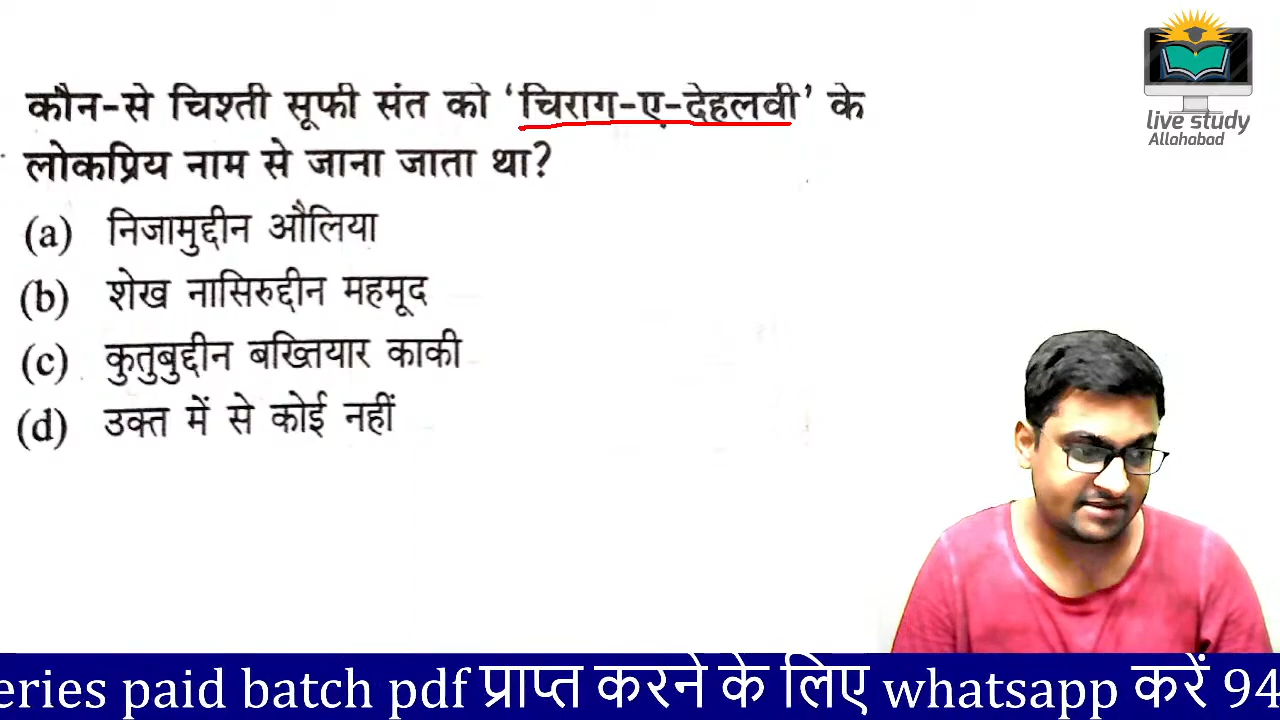 live study
Allahabad
कौन-से चिश्ती सूफी संत को ‘चिराग-ए-देहलवी’ के
लोकप्रिय नाम से जाना जाता था?
(a) निजामुद्दीन औलिया
(b) शेख नासिरुद्दीन महमूद
(c) कुतुबुद्दीन बख्तियार काकी
(d) उक्त में से कोई नहीं
eries paid batch pdf प्राप्त करने के लिए whatsapp करें 94